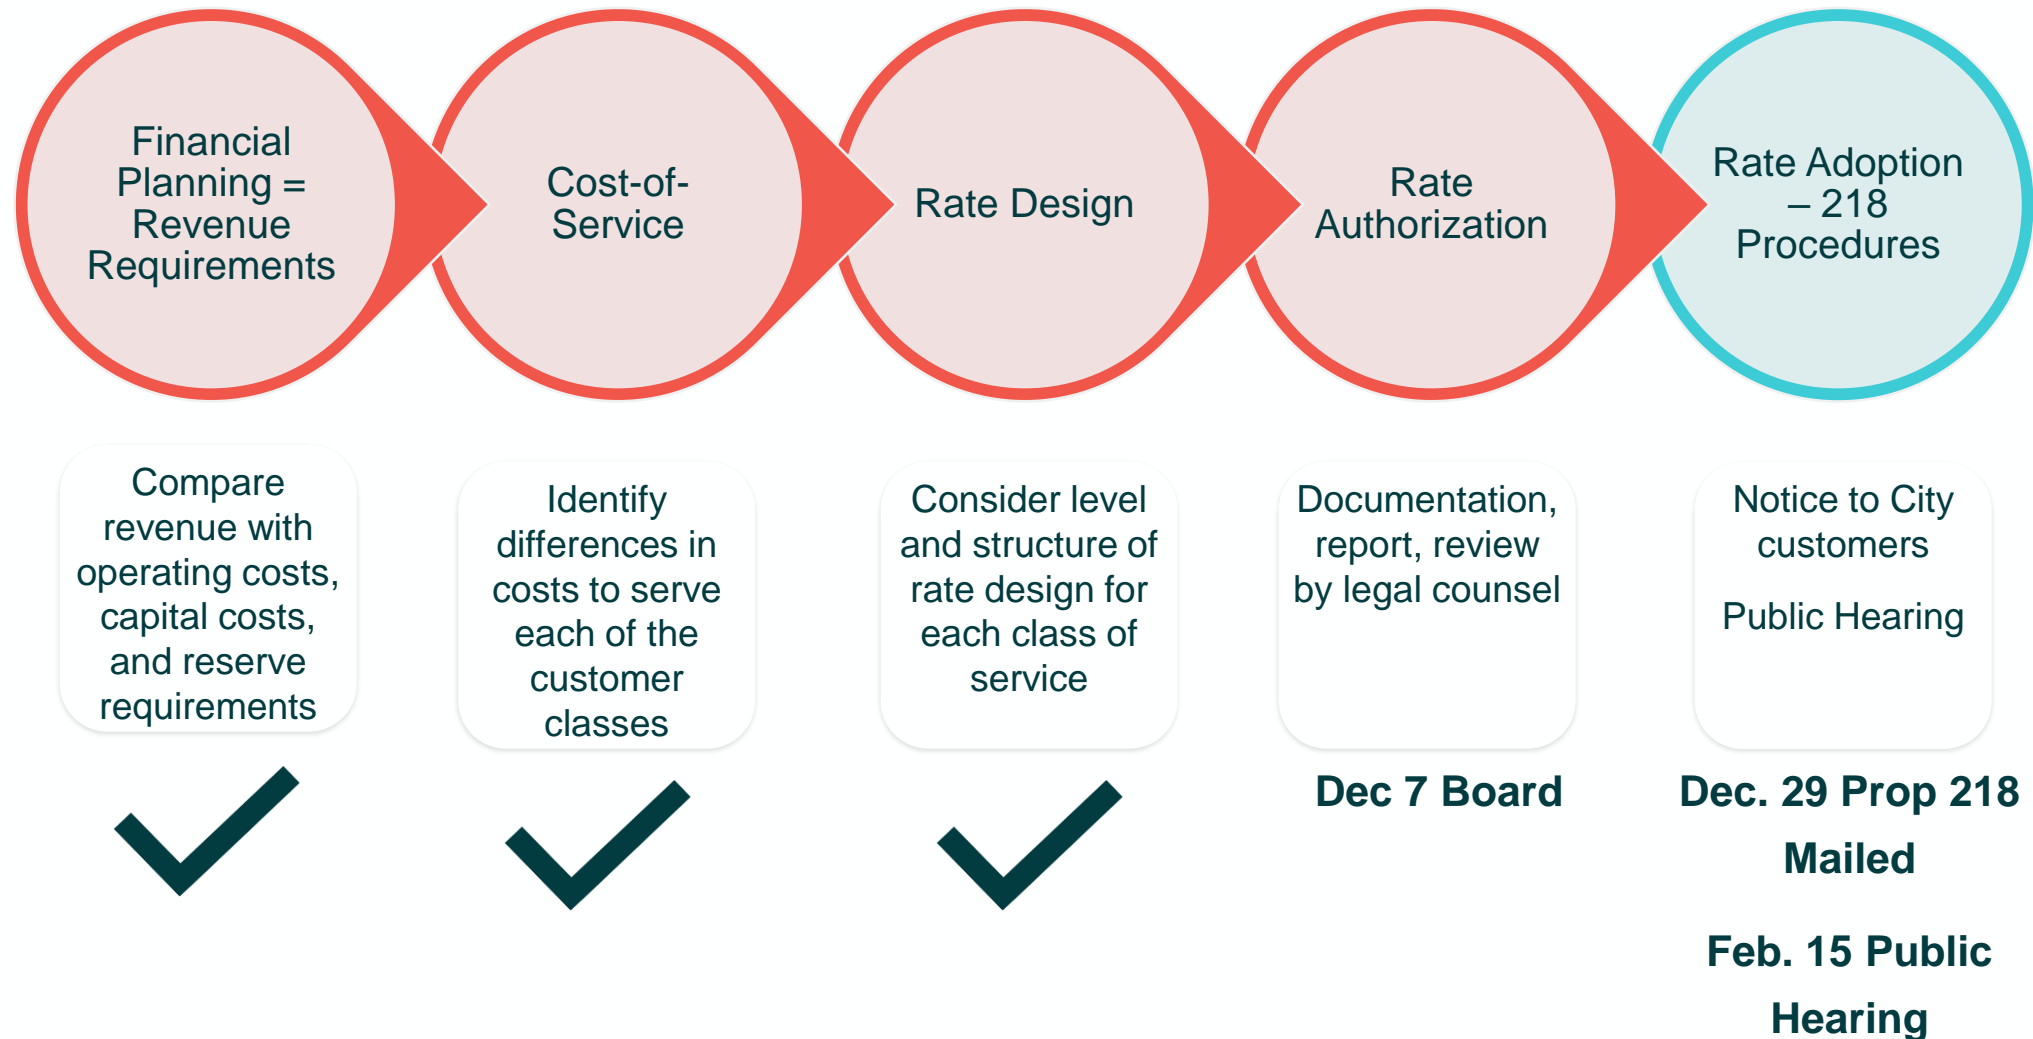 Financial
Planning =
Revenue
Requirements
Cost-of-
Service
Rate Design
Rate
Authorization
Rate Adoption
– 218
Procedures
Compare
revenue with
operating costs,
capital costs,
and reserve
requirements
Identify
differences in
costs to serve
each of the
customer
classes
Consider level
and structure of
rate design for
each class of
service
Documentation,
report, review
by legal counsel
Notice to City
customers
Public Hearing
Dec 7 Board
Dec. 29 Prop 218
Mailed
Feb. 15 Public
Hearing